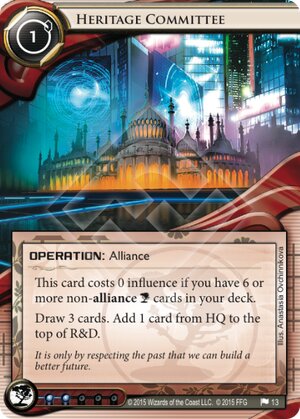 HERITAGE COMMITTEE
1
OPERATION: Alliance
This card costs 0 influence if you have 6 or
more non-alliance cards in your deck.
Draw 3 cards. Add 1 card from HQ to the
top of R&D.
It is only by respecting the past that we can build a
better future.
Illus. Anastasia Ovchinnikova
© 2015 Wizards of the Coast LLC. © 2015 FFG
13